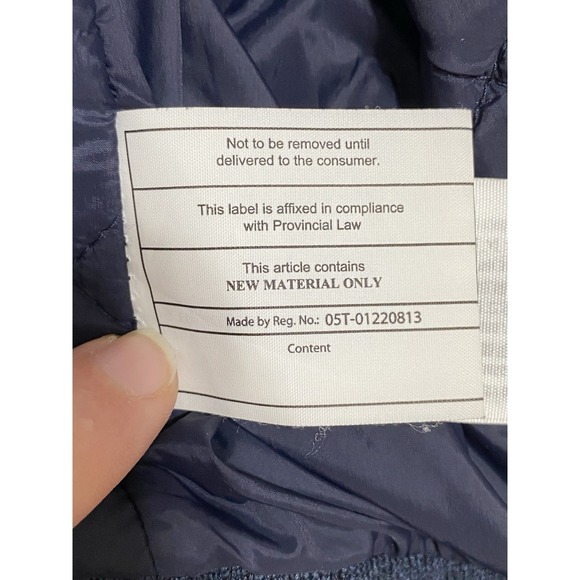 Not to be removed until
delivered to the consumer.
This label is affixed in compliance
with Provincial Law
This article contains
NEW MATERIAL ONLY
Made by Reg. No.: 05T-01220813
Content